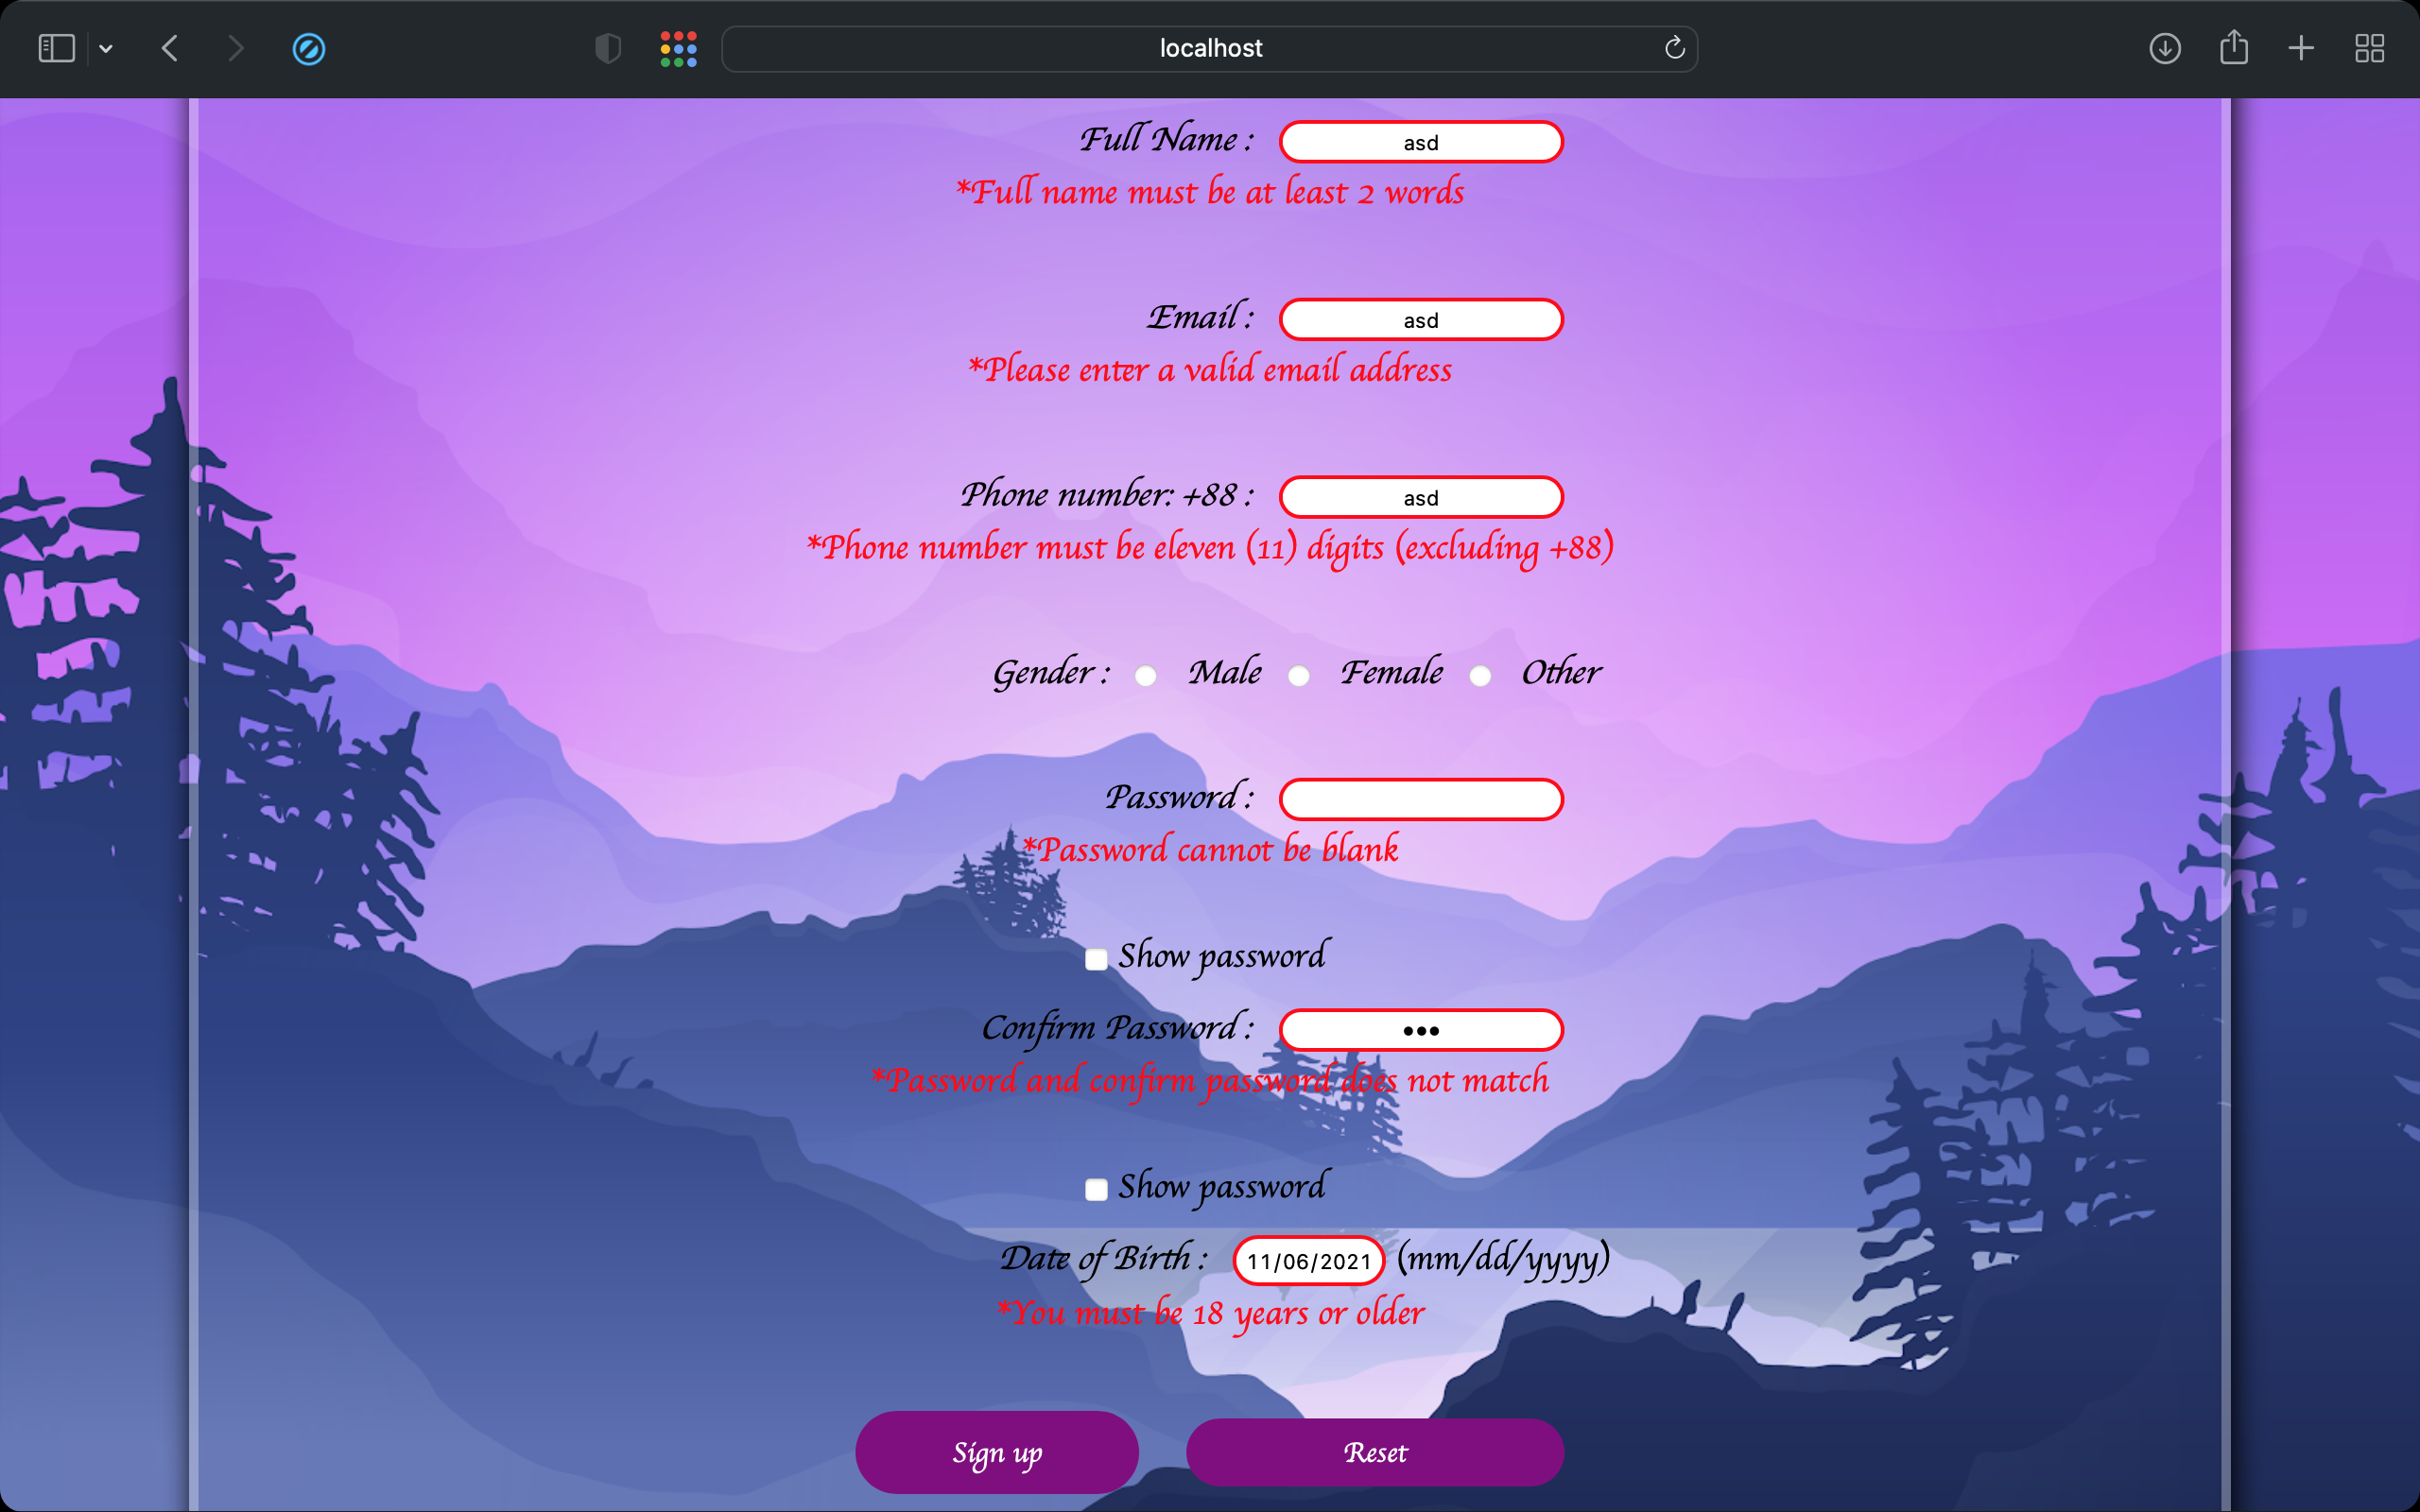 localhost
Full Name : asd
*Full name must be at least 2 words
Email : asd
*Please enter a valid email address
Phone number: +88 : asd
*Phone number must be eleven (11) digits (excluding +88)
Gender : Male Female Other
Password :
*Password cannot be blank
Show password
Confirm Password : •••
*Password and confirm password does not match
Show password
Date of Birth : 11/06/2021 (mm/dd/yyyy)
*You must be 18 years or older
Sign up Reset